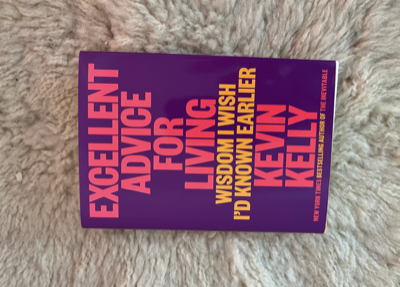 EXCELLENT
ADVICE
FOR
LIVING
WISDOM I WISH
I'D KNOWN EARLIER
KEVIN
KELLY
NEW YORK TIMES BESTSELLING AUTHOR OF THE INEVITABLE